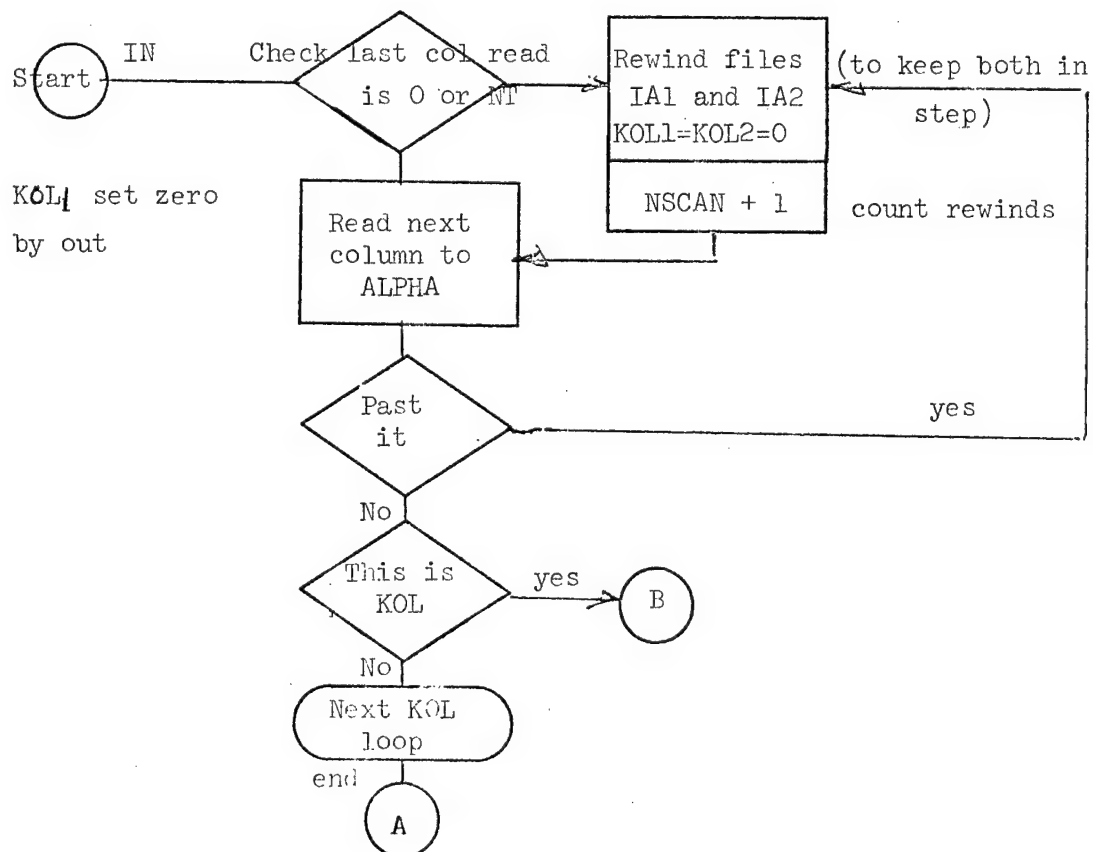 Start
IN
Check last col read
is O or NT
Rewind files
IA1 and IA2
KOL1=KOL2=0
(to keep both in
step)
NSCAN + 1
count rewinds
KOL1 set zero
by out
Read next
column to
ALPHA
Past
it
yes
No
This is
KOL
yes
B
No
Next KOL
loop
end
A